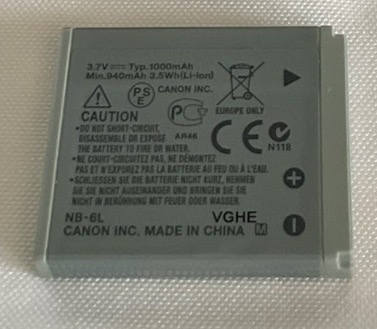 3.7V ⎓ Typ.1000mAh
Min.940mAh 3.5Wh(Li-ion)
PSE CANON INC.
EUROPE ONLY
CAUTION
AR46
CE N118
•DO NOT SHORT-CIRCUIT,
DISASSEMBLE OR EXPOSE
THE BATTERY TO FIRE OR WATER.
•NE COURT-CIRCUITEZ PAS, NE DÉMONTEZ
PAS ET N'EXPOSEZ PAS LA BATTERIE AU FEU OU À L'EAU.
•SCHLIESSEN SIE DIE BATTERIE NICHT KURZ, NEHMEN
SIE SIE NICHT AUSEINANDER UND BRINGEN SIE SIE
NICHT IN BERÜHRUNG MIT FEUER ODER WASSER
NB-6L VGHE
CANON INC. MADE IN CHINA M